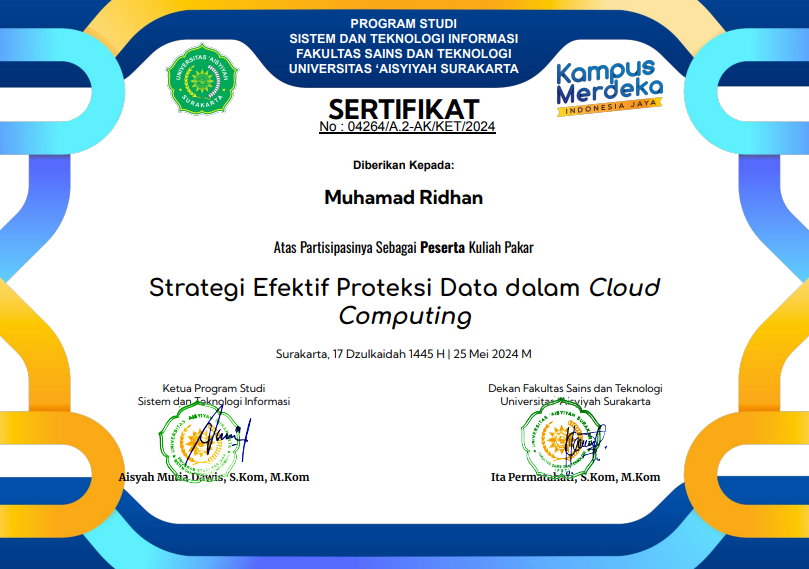 PROGRAM STUDI
SISTEM DAN TEKNOLOGI INFORMASI
FAKULTAS SAINS DAN TEKNOLOGI
UNIVERSITAS ‘AISYIYAH SURAKARTA
UNIVERSITAS 'AISYIYAH
SURAKARTA
Kampus
Merdeka
INDONESIA JAYA
SERTIFIKAT
No : 04264/A.2-AK/KET/2024
Diberikan Kepada:
Muhamad Ridhan
Atas Partisipasinya Sebagai Peserta Kuliah Pakar
Strategi Efektif Proteksi Data dalam Cloud
Computing
Surakarta, 17 Dzulkaidah 1445 H | 25 Mei 2024 M
Ketua Program Studi
Sistem dan Teknologi Informasi
Aisyah Mutia Dawis, S.Kom, M.Kom
Dekan Fakultas Sains dan Teknologi
Universitas 'Aisyiyah Surakarta
Ita Permatahati, S.Kom, M.Kom